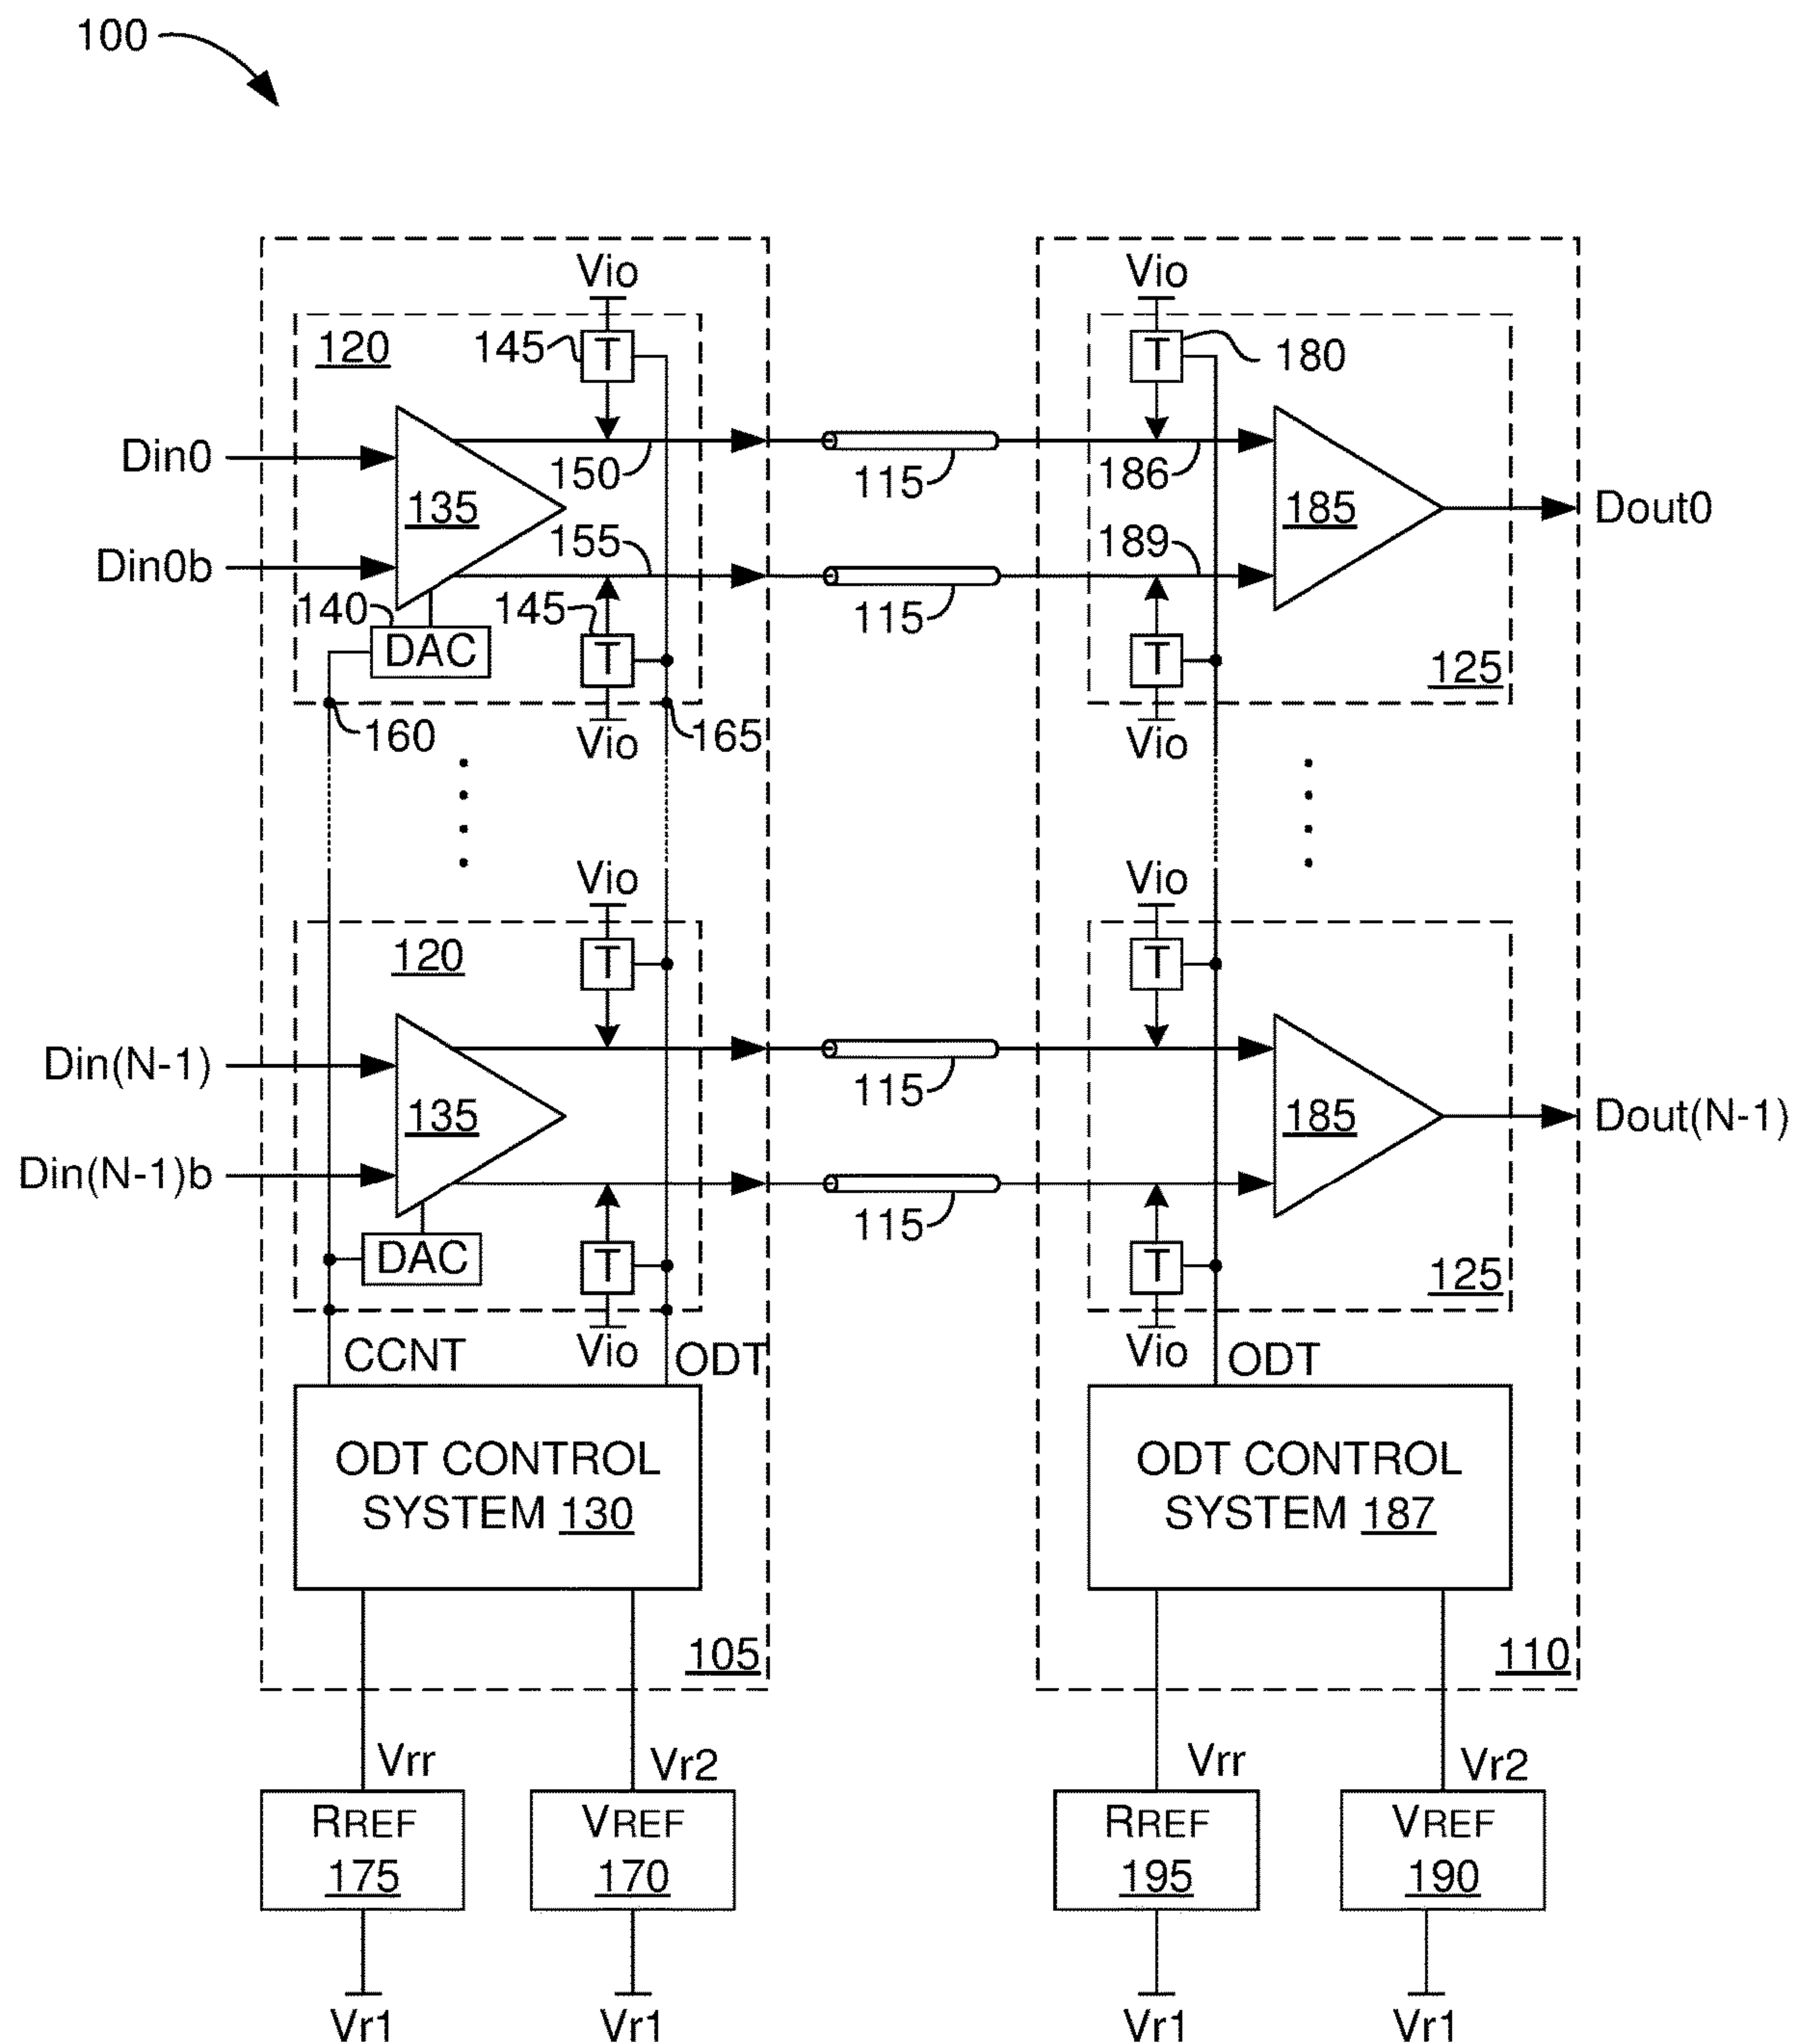 100
Vio Vio
120 145 T T 180
Din0 150 115 186
135 185 Dout0
Din0b 155 189
140 145 115
DAC T T 125
160 Vio 165 Vio
Vio Vio
120 T T
Din(N-1) 115
135 185 Dout(N-1)
Din(N-1)b 115
DAC T T 125
CCNT Vio ODT Vio ODT
ODT CONTROL ODT CONTROL
SYSTEM 130 SYSTEM 187
105 110
Vrr Vr2 Vrr Vr2
RREF VREF RREF VREF
175 170 195 190
Vr1 Vr1 Vr1 Vr1